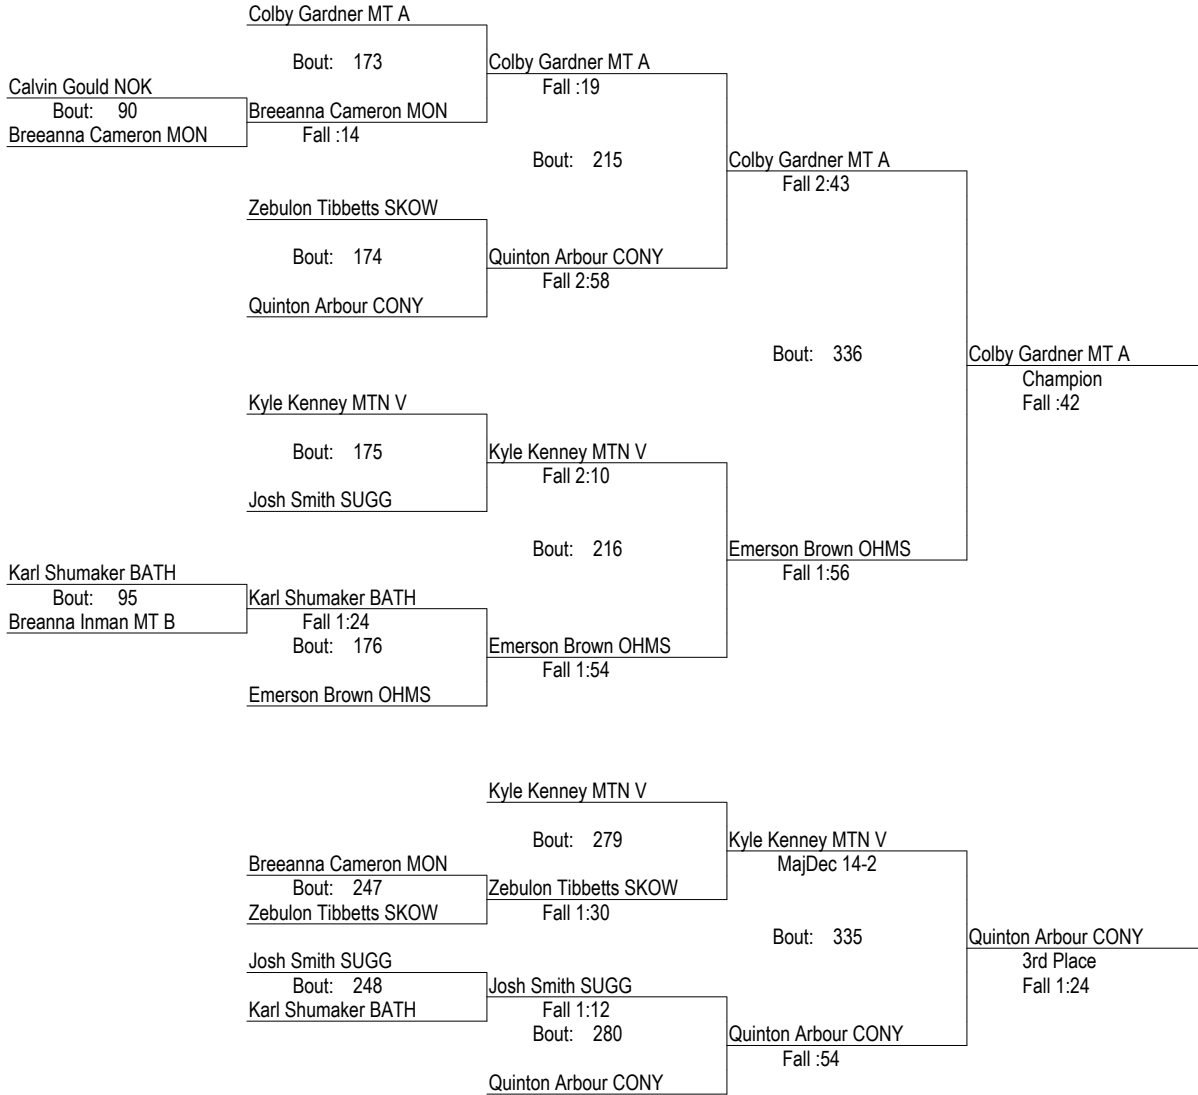 Colby Gardner MT A
Bout: 173
Colby Gardner MT A
Calvin Gould NOK
Fall :19
Bout: 90
Breeanna Cameron MON
Breeanna Cameron MON
Fall :14
Bout: 215
Colby Gardner MT A
Fall 2:43
Zebulon Tibbetts SKOW
Bout: 174
Quinton Arbour CONY
Fall 2:58
Quinton Arbour CONY
Bout: 336
Colby Gardner MT A
Champion
Fall :42
Kyle Kenney MTN V
Bout: 175
Kyle Kenney MTN V
Fall 2:10
Josh Smith SUGG
Bout: 216
Emerson Brown OHMS
Fall 1:56
Karl Shumaker BATH
Bout: 95
Karl Shumaker BATH
Breanna Inman MT B
Fall 1:24
Bout: 176
Emerson Brown OHMS
Fall 1:54
Emerson Brown OHMS
Kyle Kenney MTN V
Bout: 279
Kyle Kenney MTN V
MajDec 14-2
Breeanna Cameron MON
Bout: 247
Zebulon Tibbetts SKOW
Zebulon Tibbetts SKOW
Fall 1:30
Bout: 335
Quinton Arbour CONY
3rd Place
Fall 1:24
Josh Smith SUGG
Bout: 248
Josh Smith SUGG
Karl Shumaker BATH
Fall 1:12
Bout: 280
Quinton Arbour CONY
Fall :54
Quinton Arbour CONY